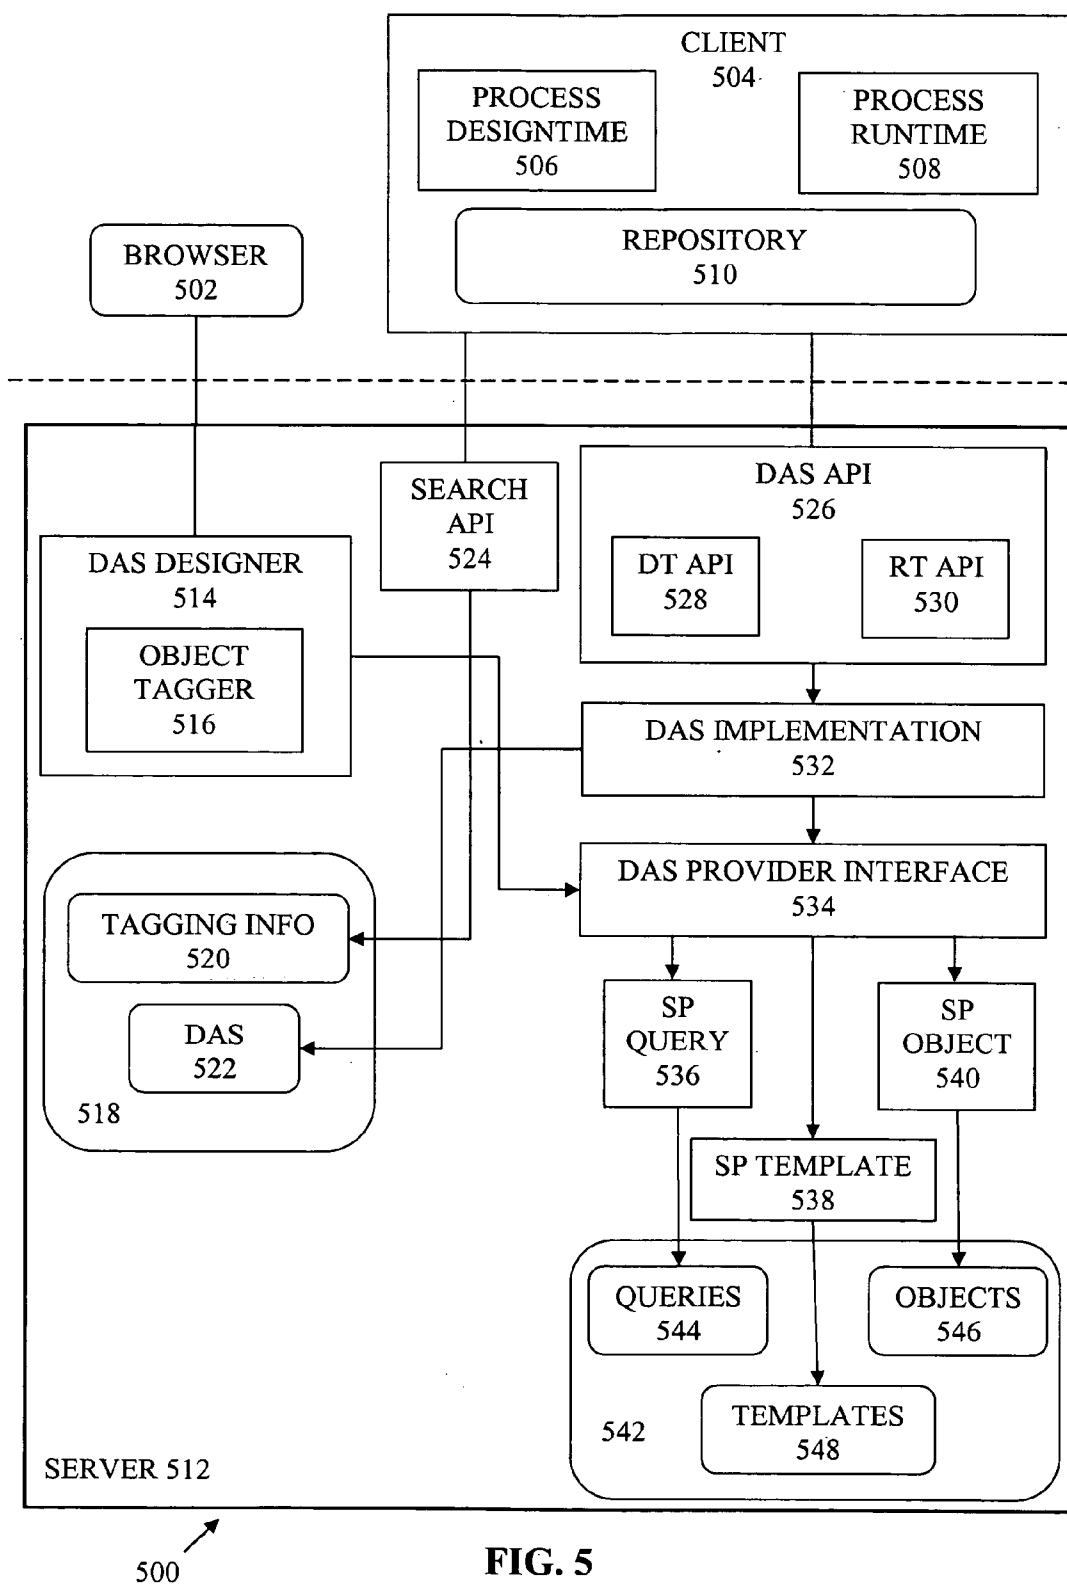 CLIENT
504
PROCESS
DESIGNTIME
506
PROCESS
RUNTIME
508
REPOSITORY
510
BROWSER
502
SEARCH
API
524
DAS API
526
DT API
528
RT API
530
DAS DESIGNER
514
OBJECT
TAGGER
516
DAS IMPLEMENTATION
532
DAS PROVIDER INTERFACE
534
TAGGING INFO
520
DAS
522
518
SP
QUERY
536
SP
OBJECT
540
SP TEMPLATE
538
QUERIES
544
OBJECTS
546
TEMPLATES
548
542
SERVER 512
500
FIG. 5